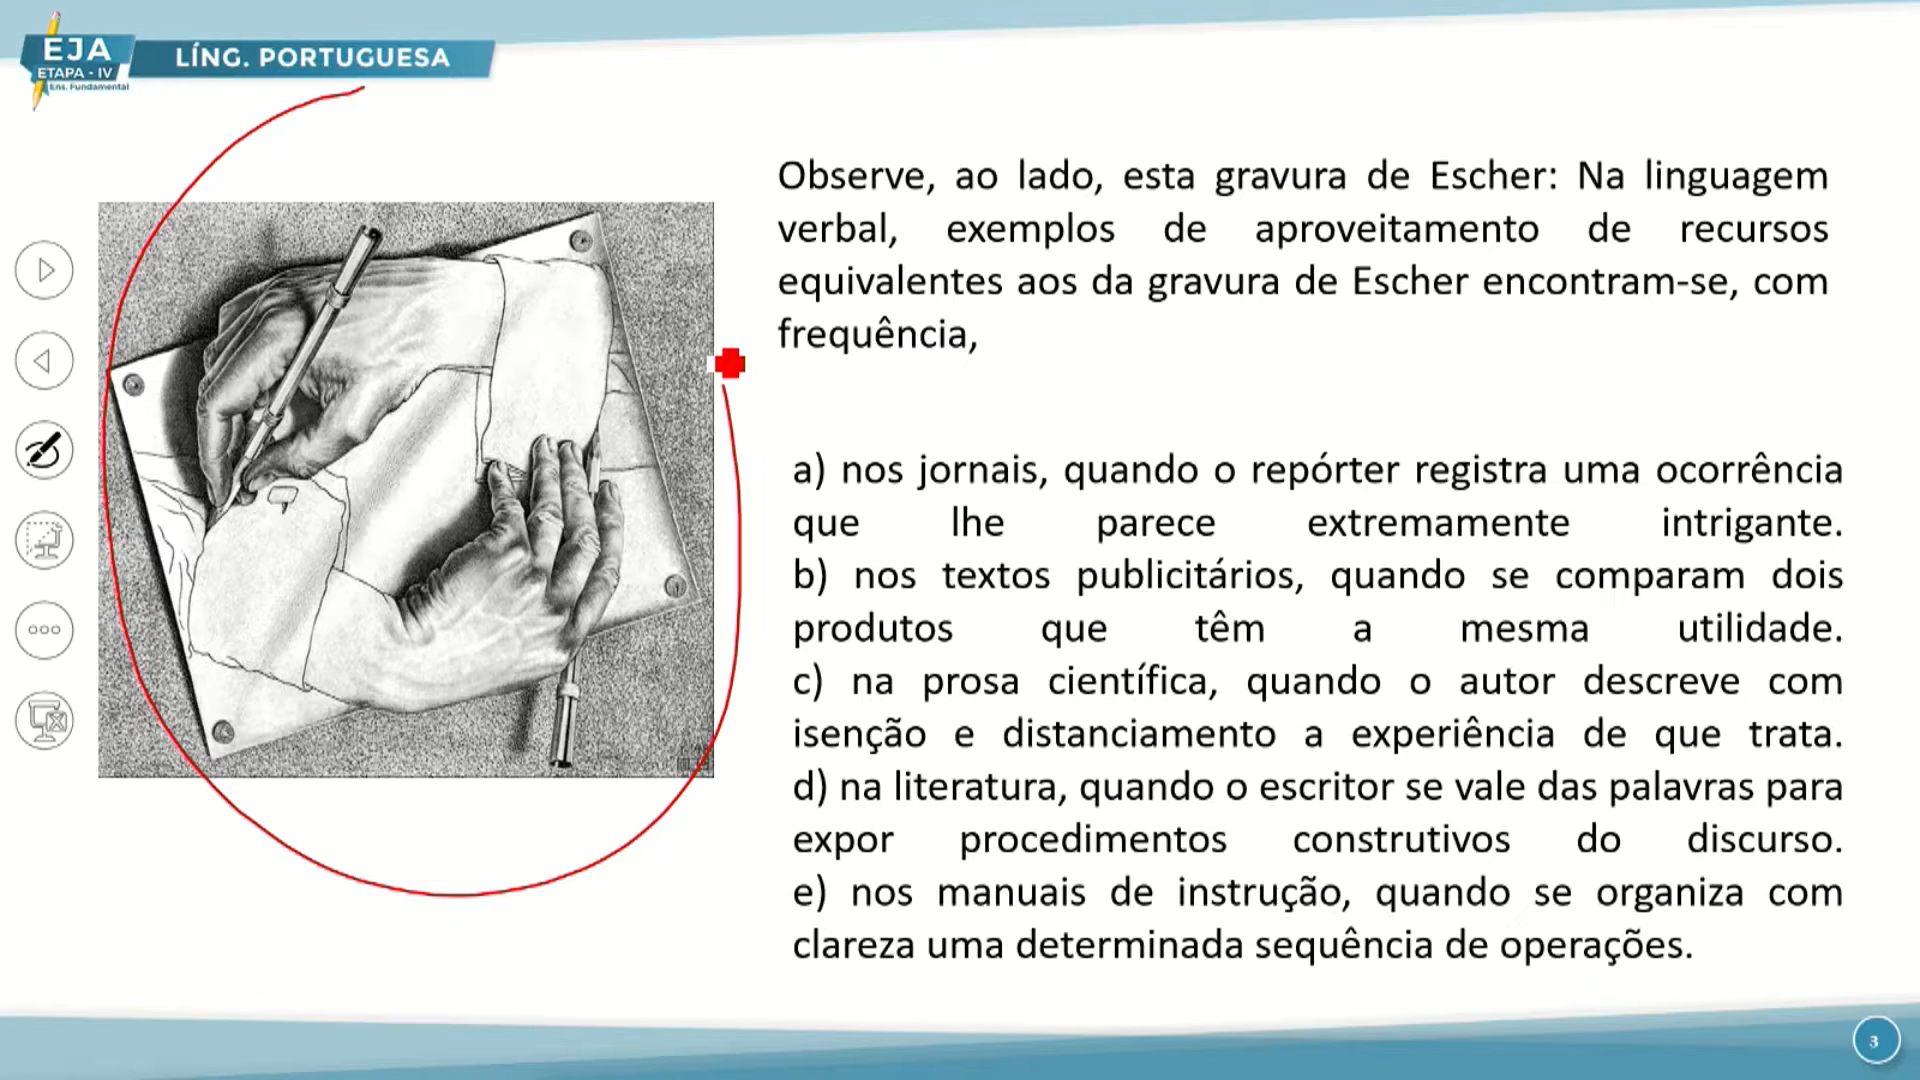 EJA
ETAPA - IV
Ens. Fundamental
LÍNG. PORTUGUESA
Observe, ao lado, esta gravura de Escher: Na linguagem
verbal, exemplos de aproveitamento de recursos
equivalentes aos da gravura de Escher encontram-se, com
frequência,
a) nos jornais, quando o repórter registra uma ocorrência
que lhe parece extremamente intrigante.
b) nos textos publicitários, quando se comparam dois
produtos que têm a mesma utilidade.
c) na prosa científica, quando o autor descreve com
isenção e distanciamento a experiência de que trata.
d) na literatura, quando o escritor se vale das palavras para
expor procedimentos construtivos do discurso.
e) nos manuais de instrução, quando se organiza com
clareza uma determinada sequência de operações.
3